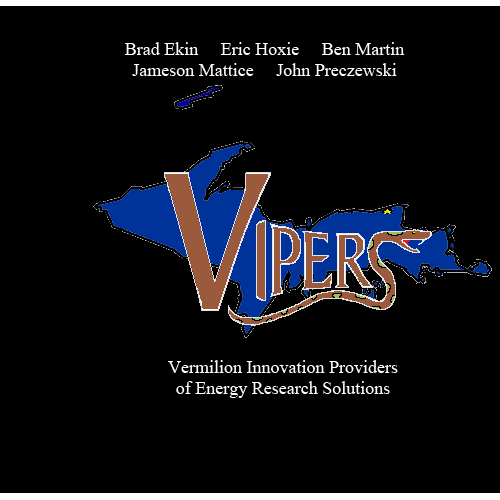 Brad Ekin Eric Hoxie Ben Martin
Jameson Mattice John Preczewski
VIPERS
Vermilion Innovation Providers
of Energy Research Solutions